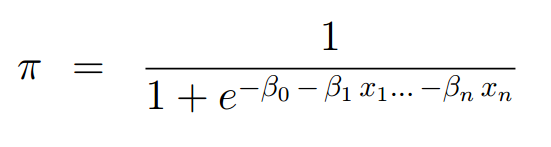 π = 1 / (1 + e^(−β₀ − β₁ x₁... −βₙ xₙ))